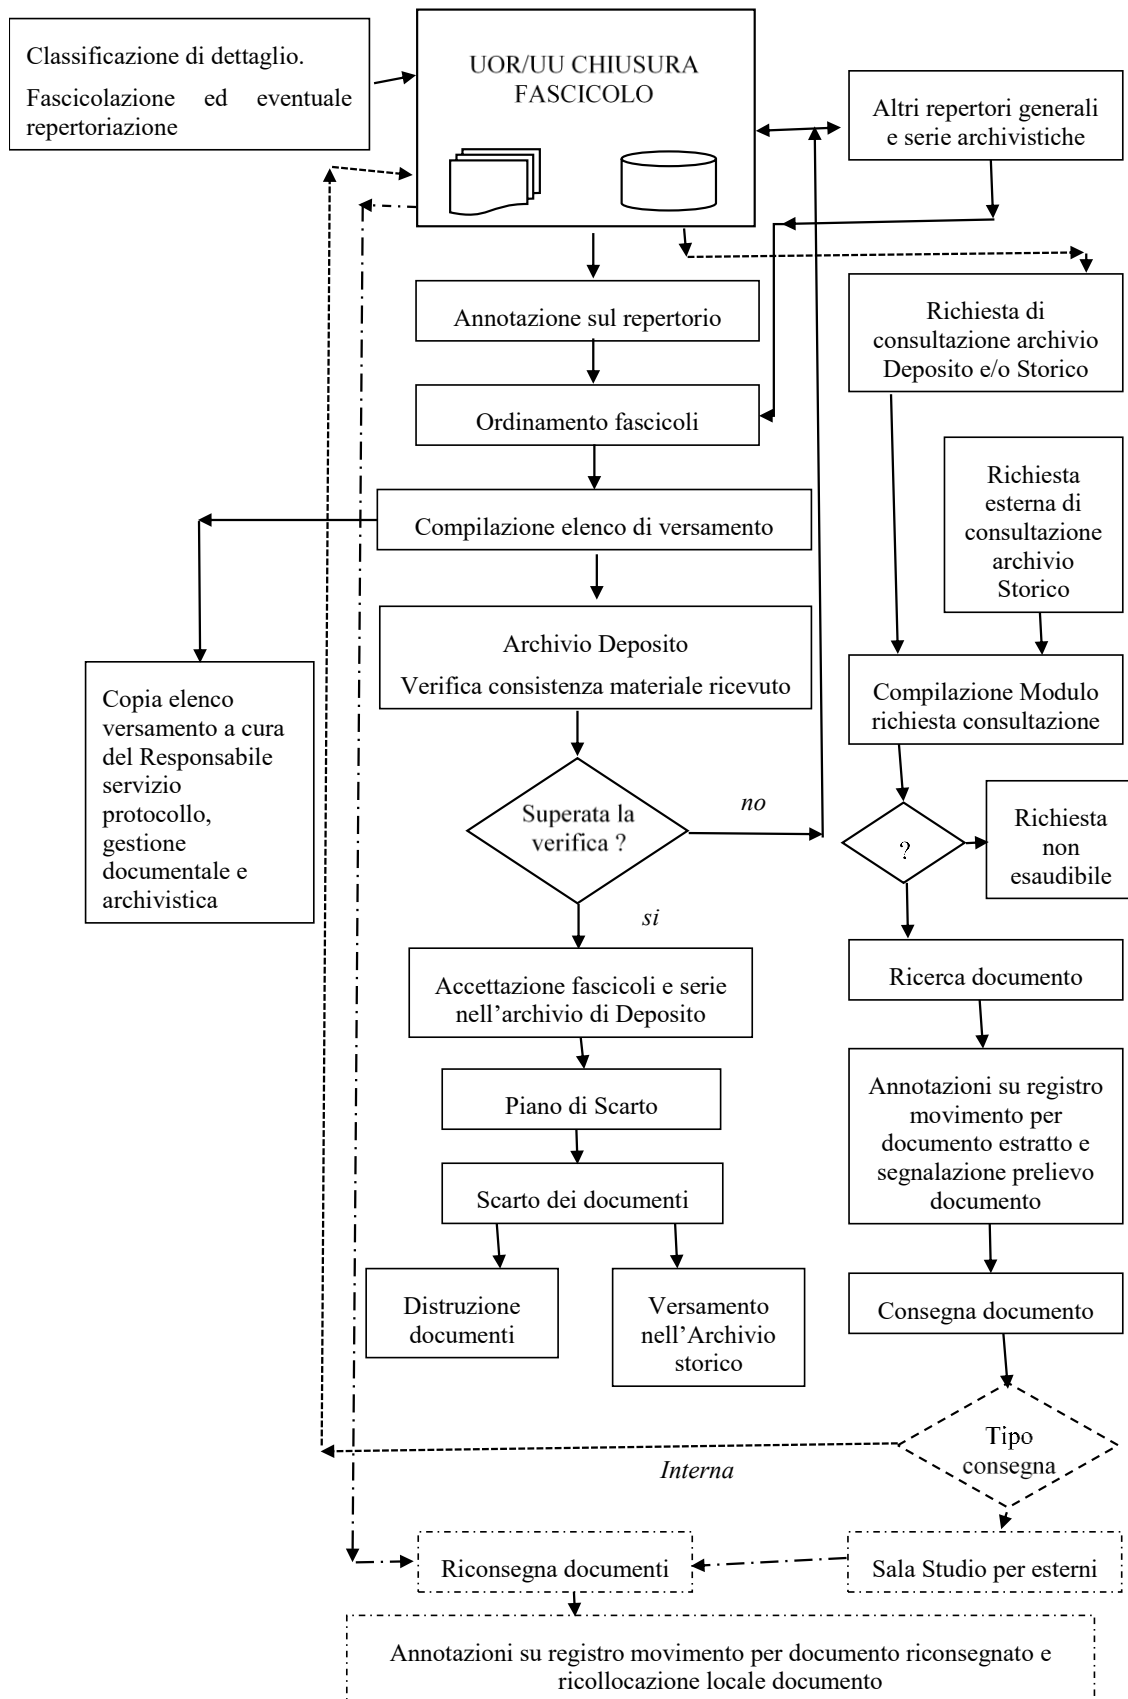 Classificazione di dettaglio.
Fascicolazione ed eventuale
repertoriazione
UOR/UU CHIUSURA
FASCICOLO
Altri repertori generali
e serie archivistiche
Annotazione sul repertorio
Richiesta di
consultazione archivio
Deposito e/o Storico
Ordinamento fascicoli
Richiesta
esterna di
consultazione
archivio
Storico
Compilazione elenco di versamento
Archivio Deposito
Verifica consistenza materiale ricevuto
Copia elenco
versamento a cura
del Responsabile
servizio
protocollo,
gestione
documentale e
archivistica
Compilazione Modulo
richiesta consultazione
Superata la
verifica ?
no
?
Richiesta
non
esaudibile
si
Accettazione fascicoli e serie
nell’archivio di Deposito
Ricerca documento
Piano di Scarto
Annotazioni su registro
movimento per
documento estratto e
segnalazione prelievo
documento
Scarto dei documenti
Distruzione
documenti
Versamento
nell’Archivio
storico
Consegna documento
Tipo
consegna
Interna
Riconsegna documenti
Sala Studio per esterni
Annotazioni su registro movimento per documento riconsegnato e
ricollocazione locale documento